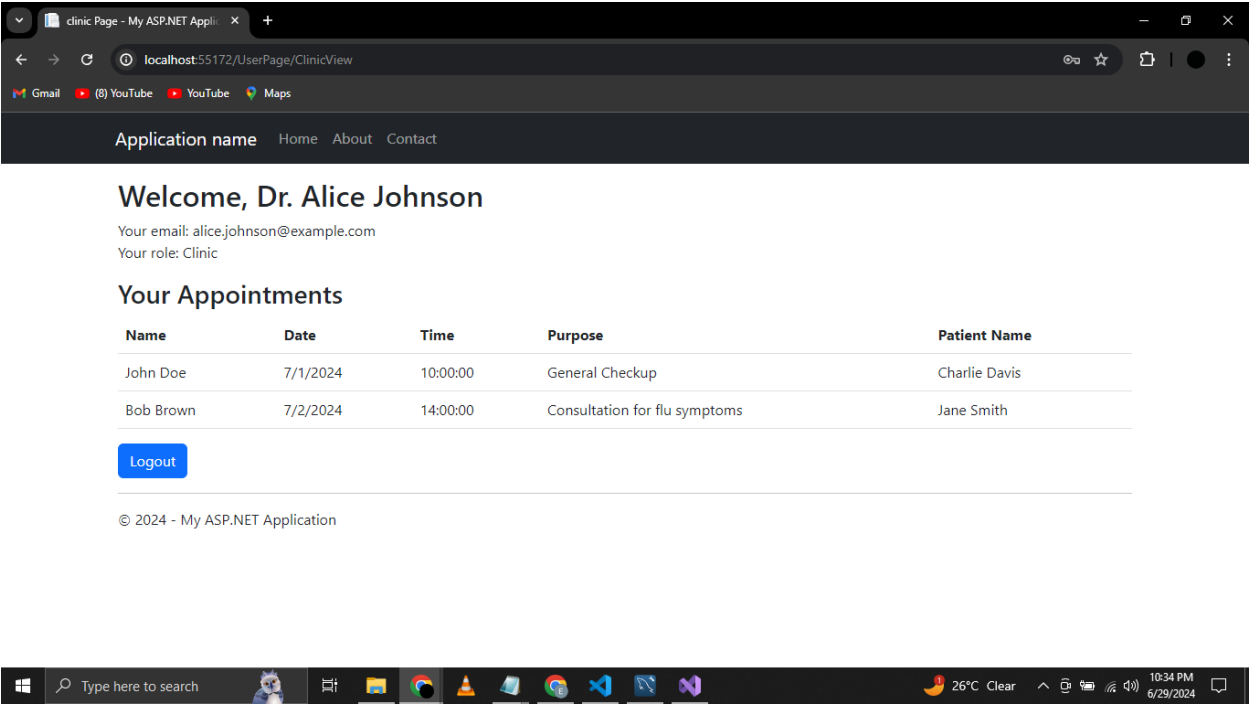 clinic Page - My ASP.NET Applic
localhost:55172/UserPage/ClinicView
Gmail (8) YouTube YouTube Maps
Application name Home About Contact
Welcome, Dr. Alice Johnson
Your email: alice.johnson@example.com
Your role: Clinic
Your Appointments
Name Date Time Purpose Patient Name
John Doe 7/1/2024 10:00:00 General Checkup Charlie Davis
Bob Brown 7/2/2024 14:00:00 Consultation for flu symptoms Jane Smith
Logout
© 2024 - My ASP.NET Application
Type here to search 1 26°C Clear 10:34 PM
6/29/2024